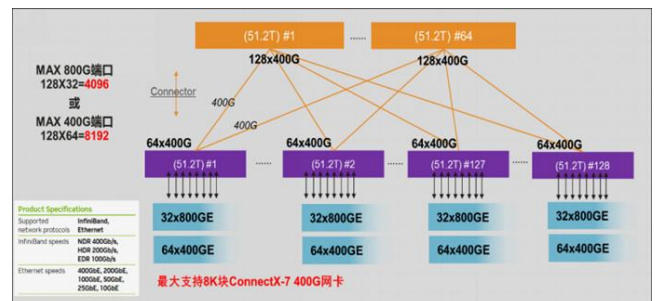 (51.2T) #1
......
(51.2T) #64
128x400G
128x400G
MAX 800G端口
128X32=4096
或
MAX 400G端口
128X64=8192
Connector
400G
400G
64x400G
64x400G
64x400G
64x400G
(51.2T) #1
......
(51.2T) #2
......
(51.2T) #127
......
(51.2T) #128
32x800GE
32x800GE
32x800GE
32x800GE
64x400GE
64x400GE
64x400GE
64x400GE
Product Specifications
Supported network protocols
InfiniBand, Ethernet
InfiniBand speeds
NDR 400Gb/s,
HDR 200Gb/s,
EDR 100Gb/s
Ethernet speeds
400GbE, 200GbE,
100GbE, 50GbE,
25GbE, 10GbE
最大支持8K块ConnectX-7 400G网卡